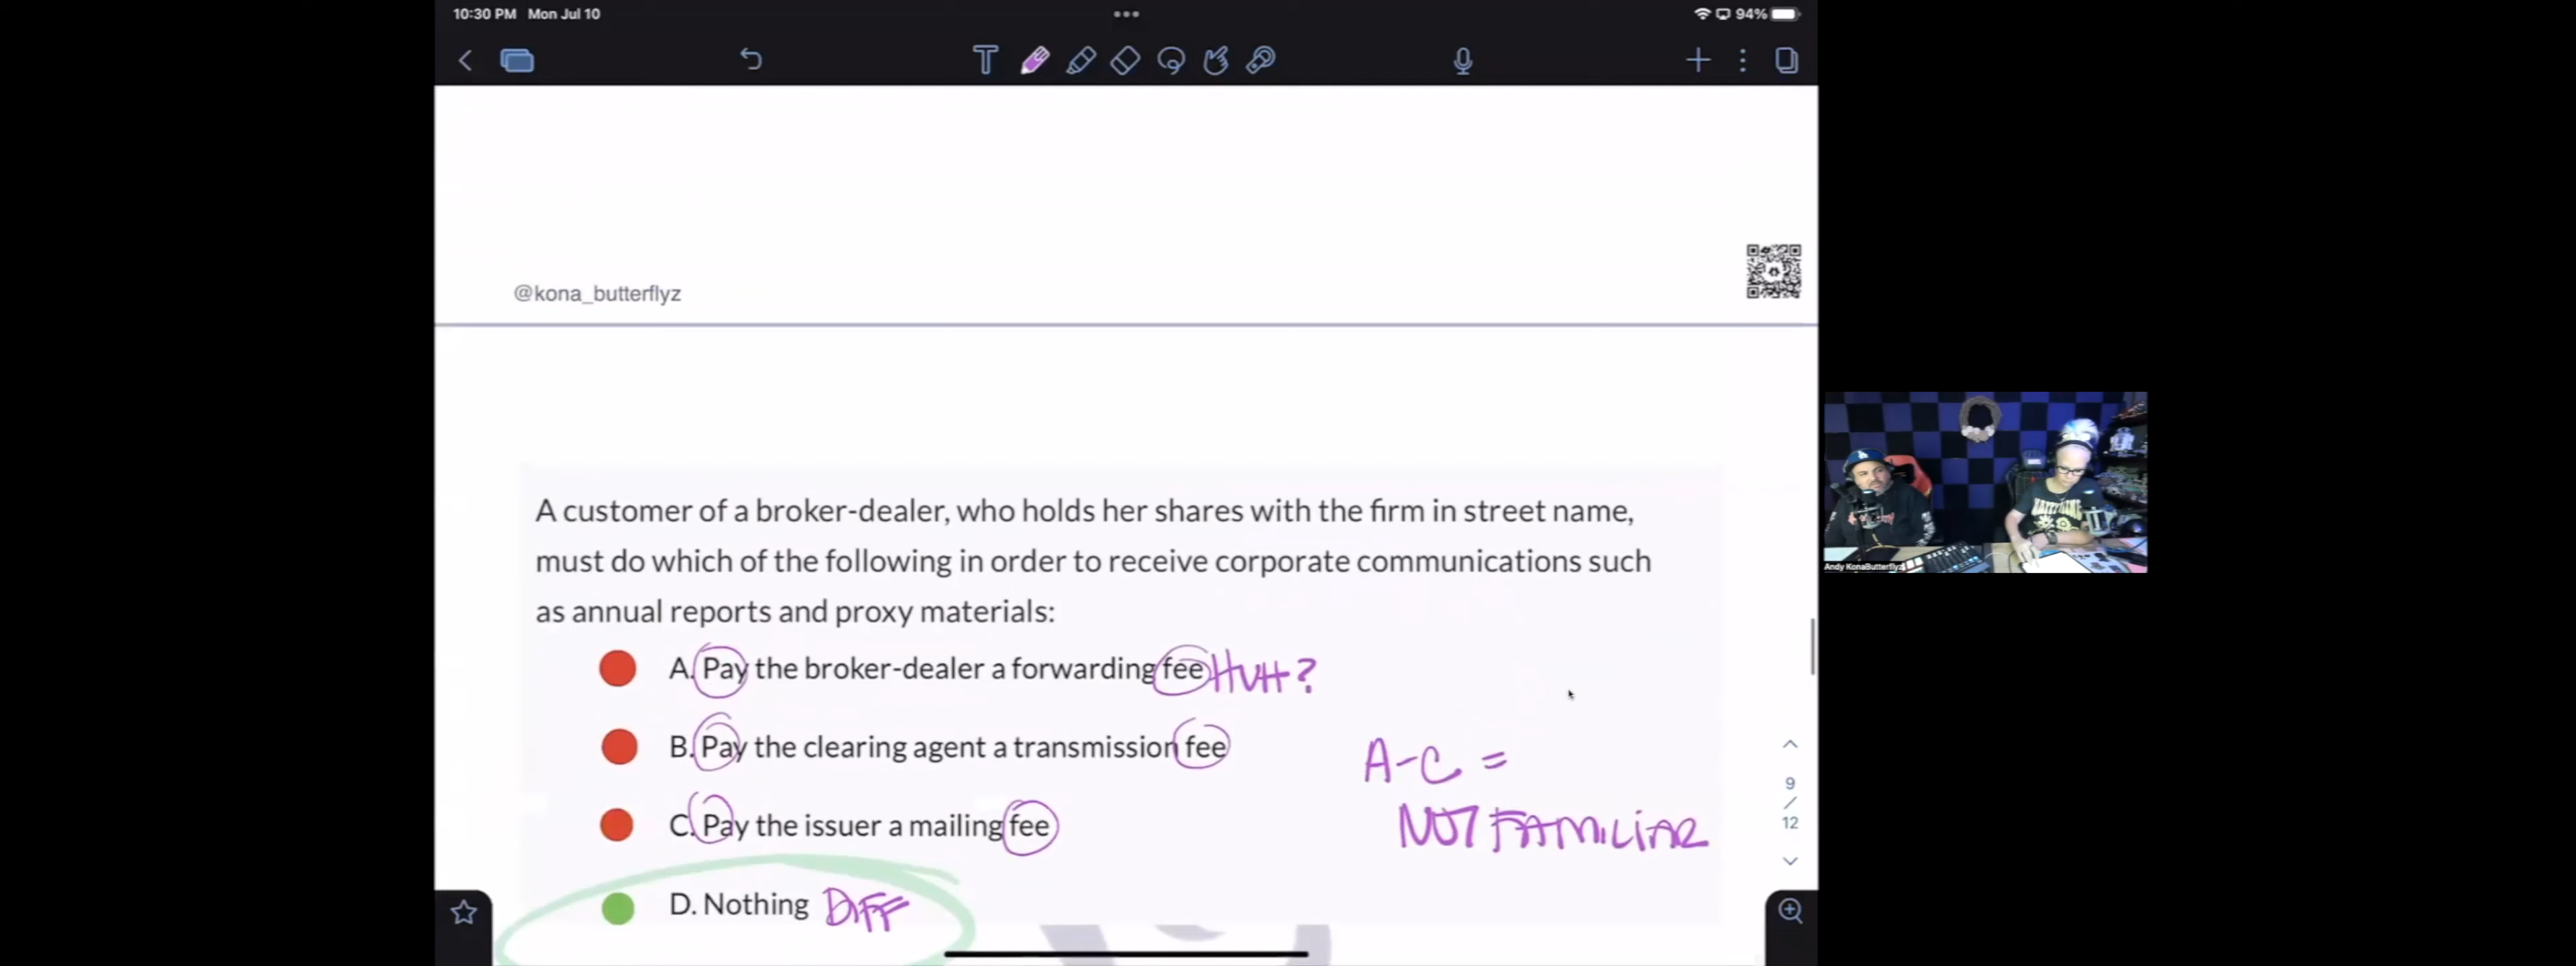 10:30 PM Mon Jul 10
94%
@kona_butterflyz
A customer of a broker-dealer, who holds her shares with the firm in street name,
must do which of the following in order to receive corporate communications such
as annual reports and proxy materials:
A. Pay the broker-dealer a forwarding fee HUH?
B. Pay the clearing agent a transmission fee
C. Pay the issuer a mailing fee
D. Nothing DIFF
A-C =
NOT FAMILIAR
9
/
12
Andy KonaButterflyz